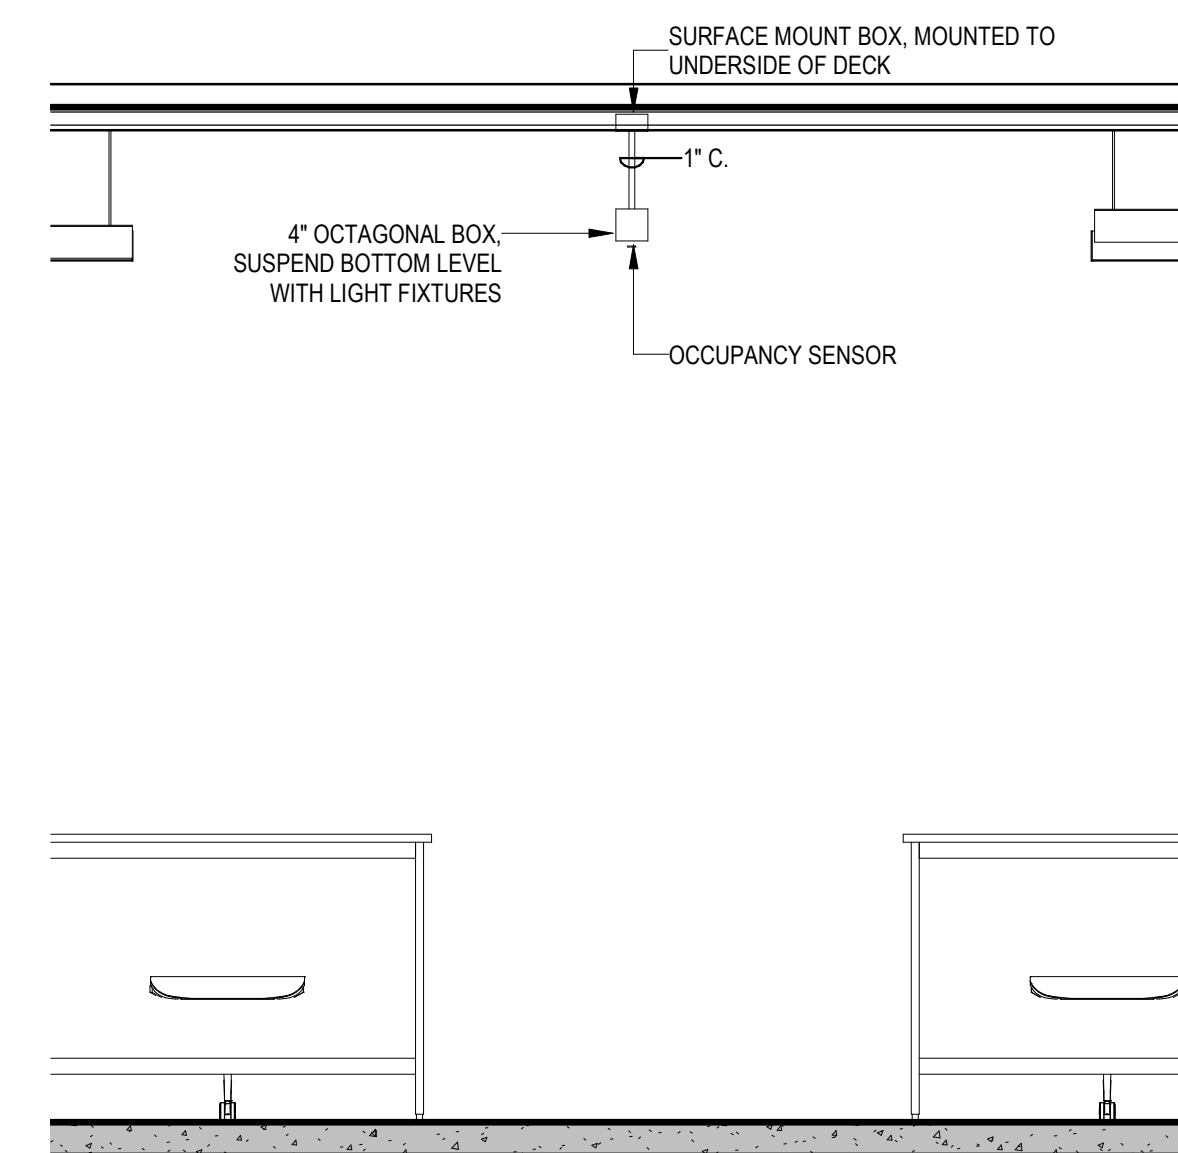 SURFACE MOUNT BOX, MOUNTED TO
UNDERSIDE OF DECK
1" C.
4" OCTAGONAL BOX,
SUSPEND BOTTOM LEVEL
WITH LIGHT FIXTURES
OCCUPANCY SENSOR